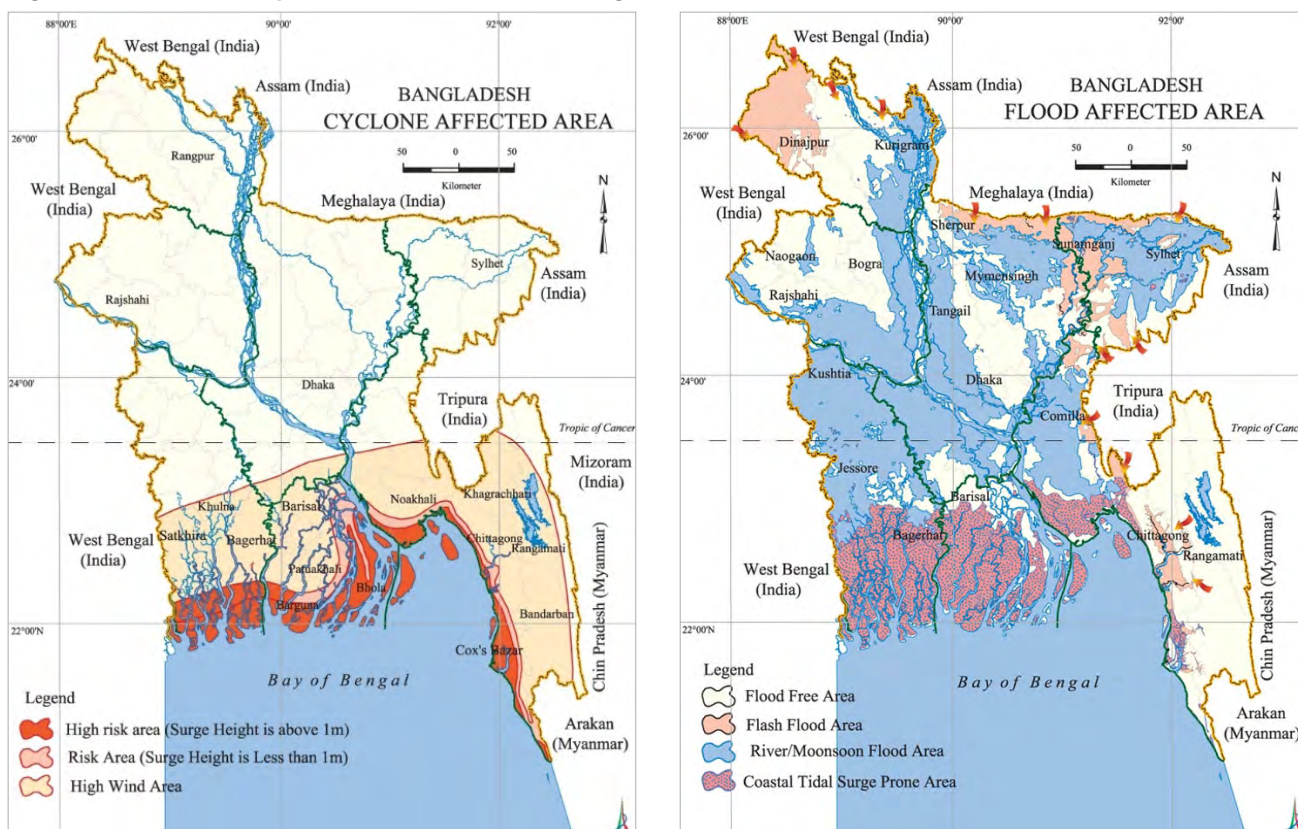 88°00'E
90°00'
92°00'
West Bengal (India)
Assam (India)
BANGLADESH
CYCLONE AFFECTED AREA
26°00'
50 0 50
Kilometer
N
Rangpur
West Bengal
(India)
Meghalaya (India)
Sylhet
Assam
(India)
Rajshahi
24°00'
Dhaka
Tripura
(India)
Tropic of Cancer
Mizoram
(India)
Khulna
Barisal
Noakhali
Khagrachhari
Satkhira
Bagerhat
Chittagong
Rangamati
West Bengal
(India)
Patuakhali
Bhola
Barguna
Bandarban
Chin Pradesh (Myanmar)
22°00'N
Cox's Bazar
Bay of Bengal
Legend
High risk area (Surge Height is above 1m)
Risk Area (Surge Height is Less than 1m)
High Wind Area
Arakan
(Myanmar)
88°00'E
90°00'
92°00'
West Bengal (India)
Assam (India)
BANGLADESH
FLOOD AFFECTED AREA
26°00'
50 0 50
Kilometer
N
Dinajpur
Kurigram
West Bengal
(India)
Meghalaya (India)
Sherpur
Sunamganj
Sylhet
Naogaon
Bogra
Mymensingh
Assam
(India)
Rajshahi
Tangail
24°00'
Kushtia
Dhaka
Tripura
(India)
Comilla
Tropic of Cancer
Jessore
Mizoram
(India)
Barisal
Bagerhat
Chittagong
Rangamati
West Bengal
(India)
Chin Pradesh (Myanmar)
22°00'N
Bay of Bengal
Legend
Flood Free Area
Flash Flood Area
River/Moonsoon Flood Area
Coastal Tidal Surge Prone Area
Arakan
(Myanmar)